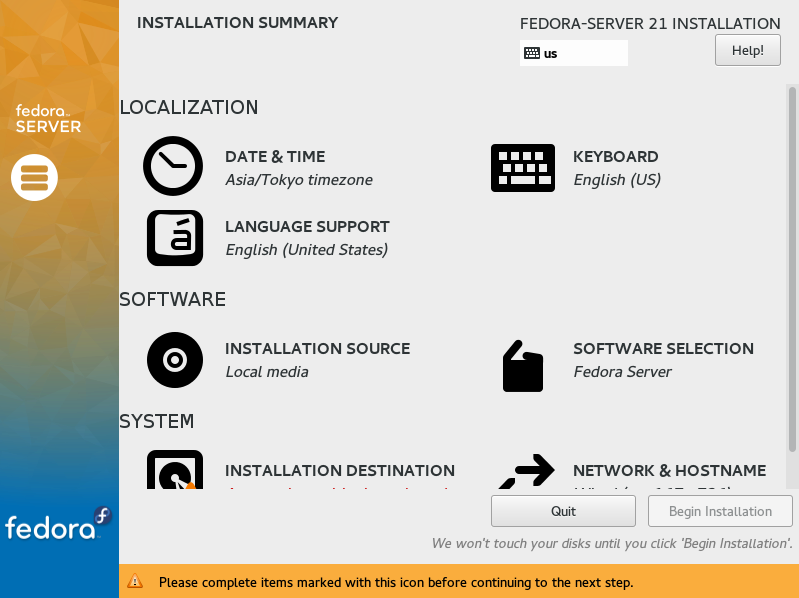 INSTALLATION SUMMARY
FEDORA-SERVER 21 INSTALLATION
us
Help!
fedora™
SERVER
LOCALIZATION
DATE & TIME
Asia/Tokyo timezone
KEYBOARD
English (US)
LANGUAGE SUPPORT
English (United States)
SOFTWARE
INSTALLATION SOURCE
Local media
SOFTWARE SELECTION
Fedora Server
SYSTEM
INSTALLATION DESTINATION
NETWORK & HOSTNAME
Quit
Begin Installation
We won't touch your disks until you click 'Begin Installation'.
fedora
Please complete items marked with this icon before continuing to the next step.